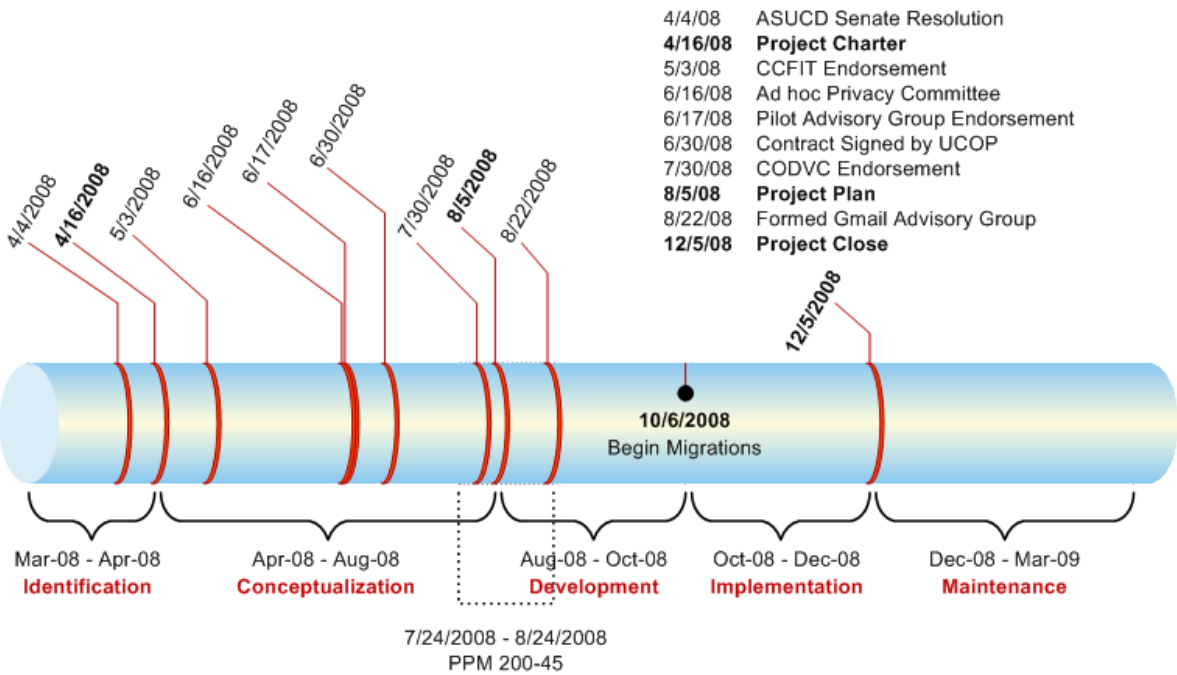 4/4/08 ASUCD Senate Resolution
4/16/08 Project Charter
5/3/08 CCFIT Endorsement
6/16/08 Ad hoc Privacy Committee
6/17/08 Pilot Advisory Group Endorsement
6/30/08 Contract Signed by UCOP
7/30/08 CODVC Endorsement
8/5/08 Project Plan
8/22/08 Formed Gmail Advisory Group
12/5/08 Project Close
4/4/2008
4/16/2008
5/3/2008
6/16/2008
6/17/2008
6/30/2008
7/30/2008
8/5/2008
8/22/2008
12/5/2008
10/6/2008
Begin Migrations
Mar-08 - Apr-08
Identification
Apr-08 - Aug-08
Conceptualization
Aug-08 - Oct-08
Development
Oct-08 - Dec-08
Implementation
Dec-08 - Mar-09
Maintenance
7/24/2008 - 8/24/2008
PPM 200-45